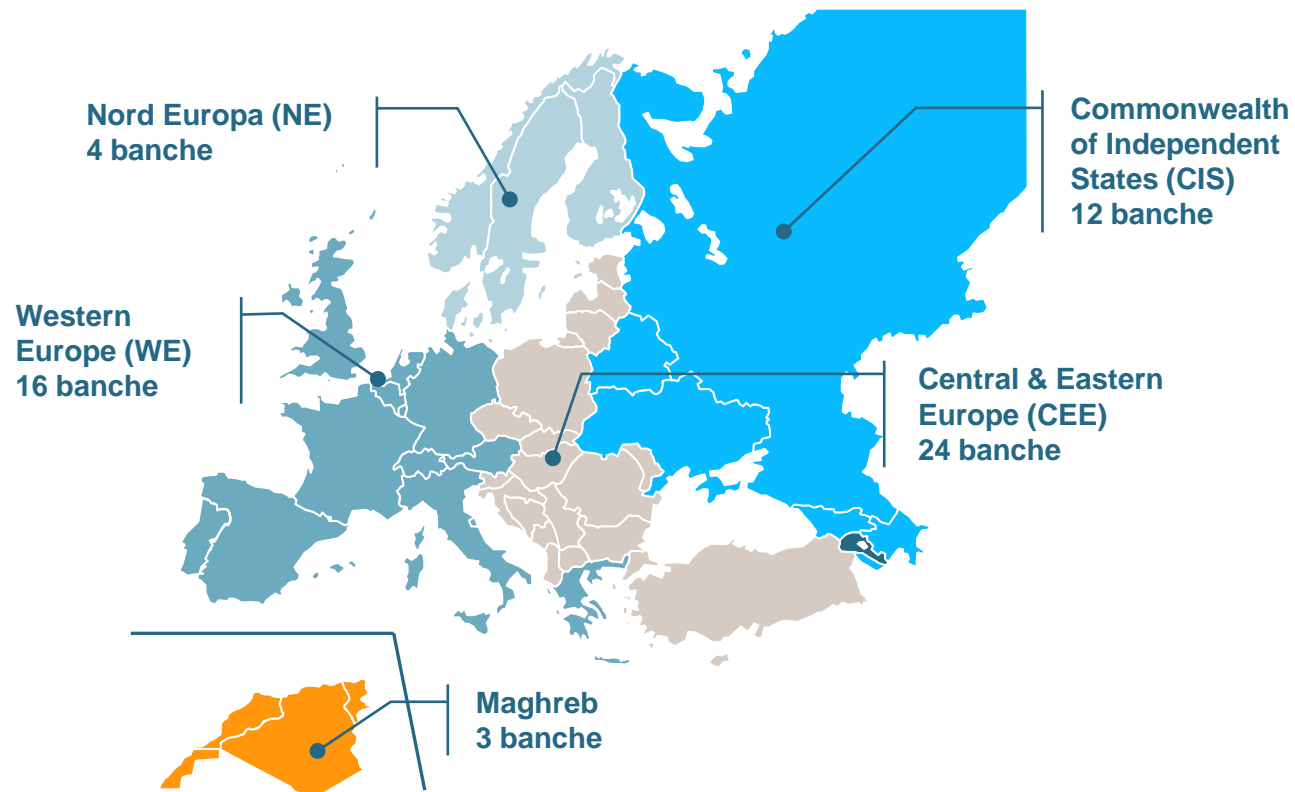 Nord Europa (NE)
4 banche
Commonwealth
of Independent
States (CIS)
12 banche
Western
Europe (WE)
16 banche
Central & Eastern
Europe (CEE)
24 banche
Maghreb
3 banche